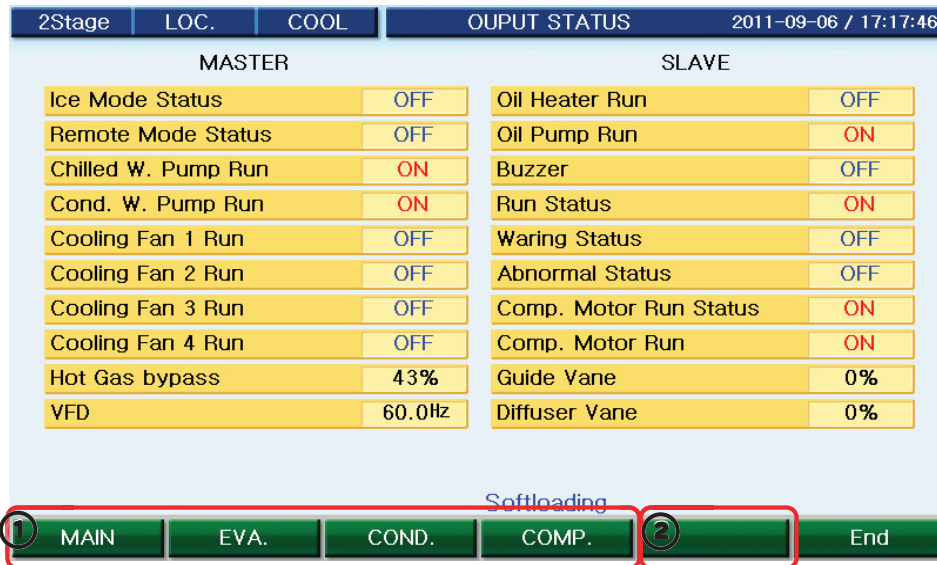 2Stage LOC. COOL OUPUT STATUS 2011-09-06 / 17:17:46
MASTER SLAVE
Ice Mode Status OFF Oil Heater Run OFF
Remote Mode Status OFF Oil Pump Run ON
Chilled W. Pump Run ON Buzzer OFF
Cond. W. Pump Run ON Run Status ON
Cooling Fan 1 Run OFF Waring Status OFF
Cooling Fan 2 Run OFF Abnormal Status OFF
Cooling Fan 3 Run OFF Comp. Motor Run Status ON
Cooling Fan 4 Run OFF Comp. Motor Run ON
Hot Gas bypass 43% Guide Vane 0%
VFD 60.0Hz Diffuser Vane 0%
Softloading
① MAIN EVA. COND. COMP. ② End